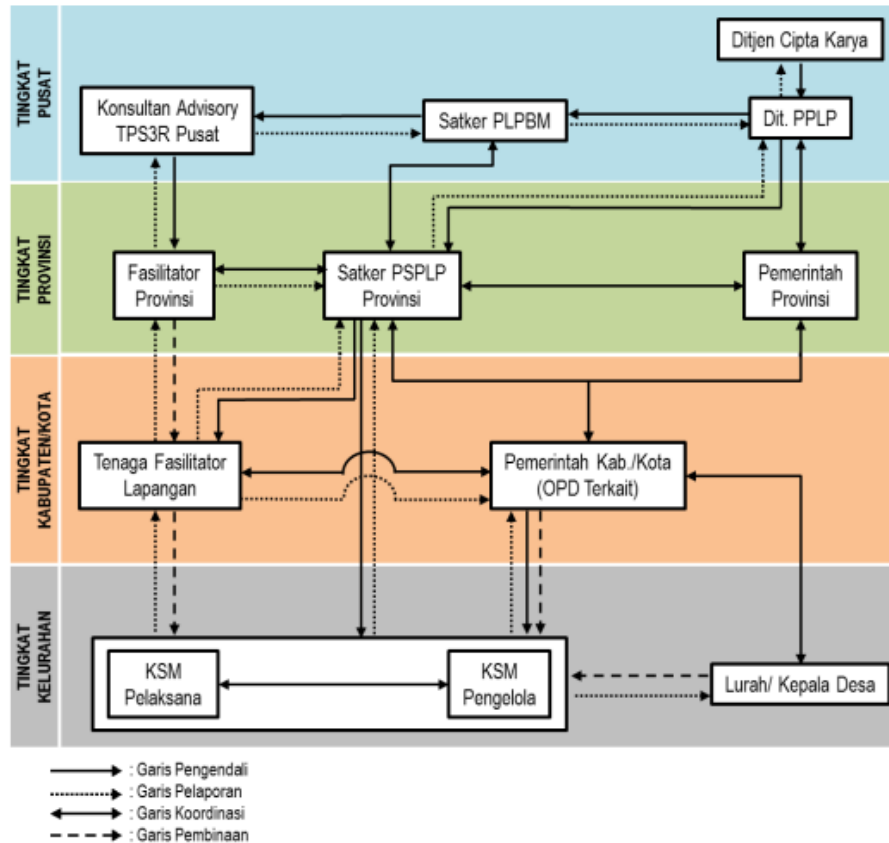 TINGKAT
PUSAT
Ditjen Cipta Karya
Konsultan Advisory
TPS3R Pusat
Satker PLPBM
Dit. PPLP
TINGKAT
PROVINSI
Fasilitator
Provinsi
Satker PSPLP
Provinsi
Pemerintah
Provinsi
TINGKAT
KABUPATEN/KOTA
Tenaga Fasilitator
Lapangan
Pemerintah Kab./Kota
(OPD Terkait)
TINGKAT
KELURAHAN
KSM
Pelaksana
KSM
Pengelola
Lurah/ Kepala Desa
: Garis Pengendali
: Garis Pelaporan
: Garis Koordinasi
: Garis Pembinaan